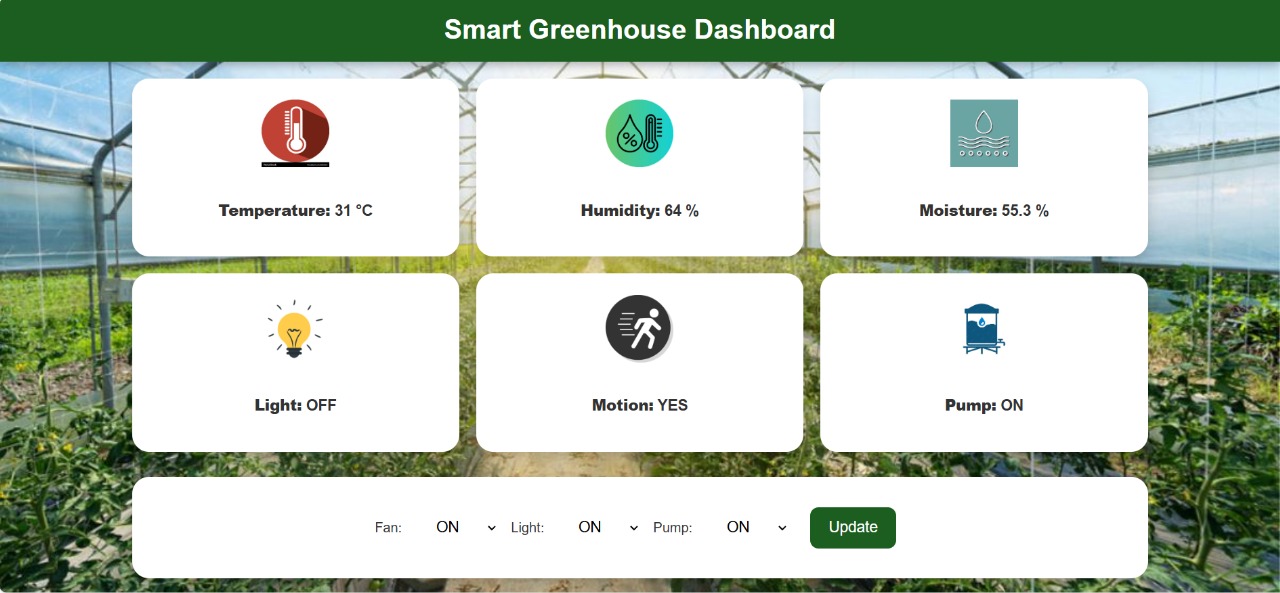 Smart Greenhouse Dashboard
Temperature: 31 °C
Humidity: 64 %
Moisture: 55.3 %
Light: OFF
Motion: YES
Pump: ON
Fan: ON Light: ON Pump: ON Update